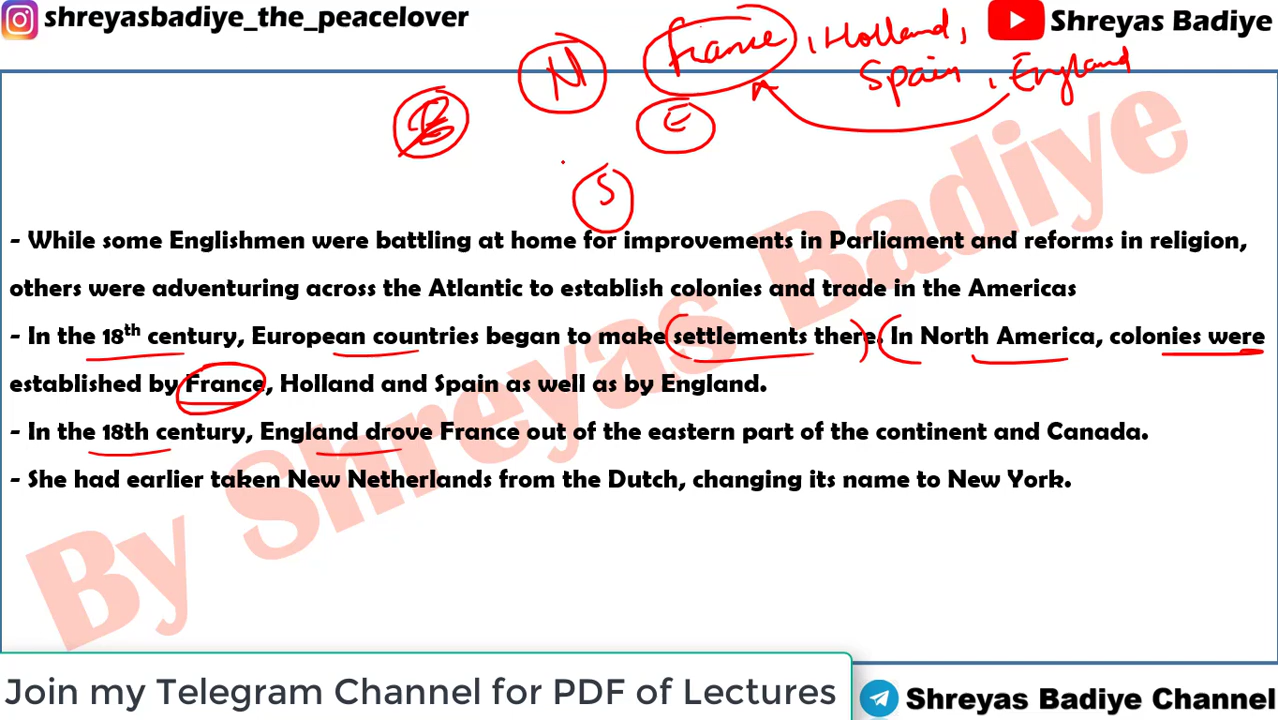 shreyasbadiye_the_peacelover
Shreyas Badiye
France, Holland,
Spain, England
N
E
S
- While some Englishmen were battling at home for improvements in Parliament and reforms in religion,
others were adventuring across the Atlantic to establish colonies and trade in the Americas
- In the 18th century, European countries began to make settlements there. In North America, colonies were
established by France, Holland and Spain as well as by England.
- In the 18th century, England drove France out of the eastern part of the continent and Canada.
- She had earlier taken New Netherlands from the Dutch, changing its name to New York.
By Shreyas Badiye
Join my Telegram Channel for PDF of Lectures
Shreyas Badiye Channel